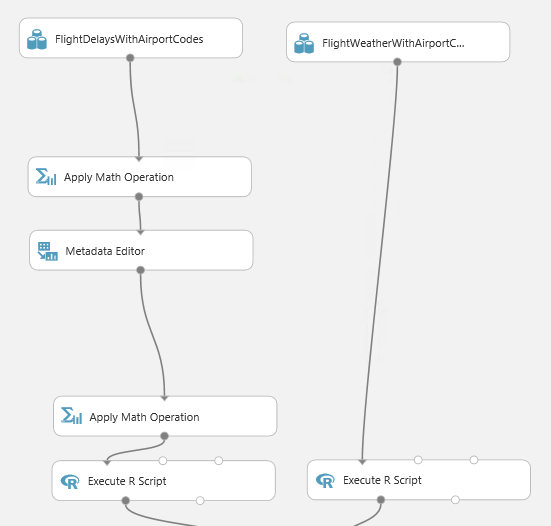 FlightDelaysWithAirportCodes
FlightWeatherWithAirportC...
Apply Math Operation
Metadata Editor
Apply Math Operation
Execute R Script
Execute R Script